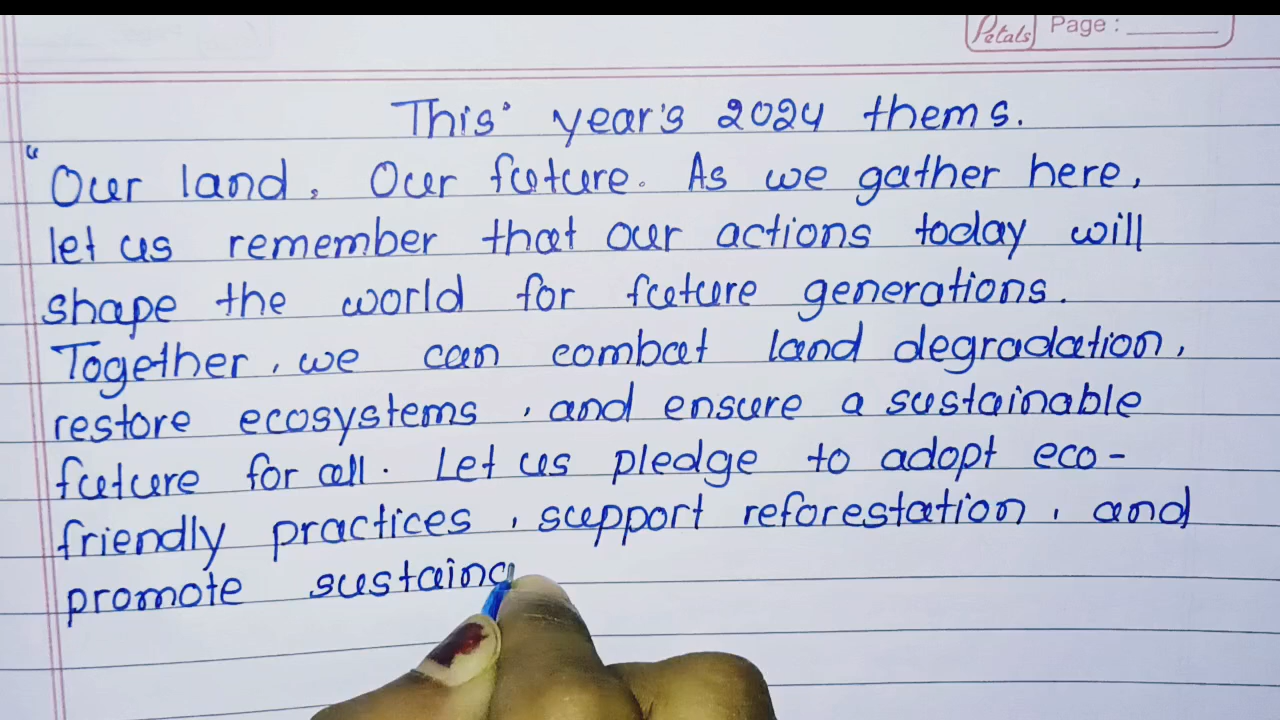 Petals Page :
This year's 2024 thems.
"Our land, Our future. As we gather here,
let us remember that our actions today will
shape the world for future generations.
Together, we can combat land degradation,
restore ecosystems, and ensure a sustainable
future for all. Let us pledge to adopt eco-
friendly practices, support reforestation, and
promote sustaina